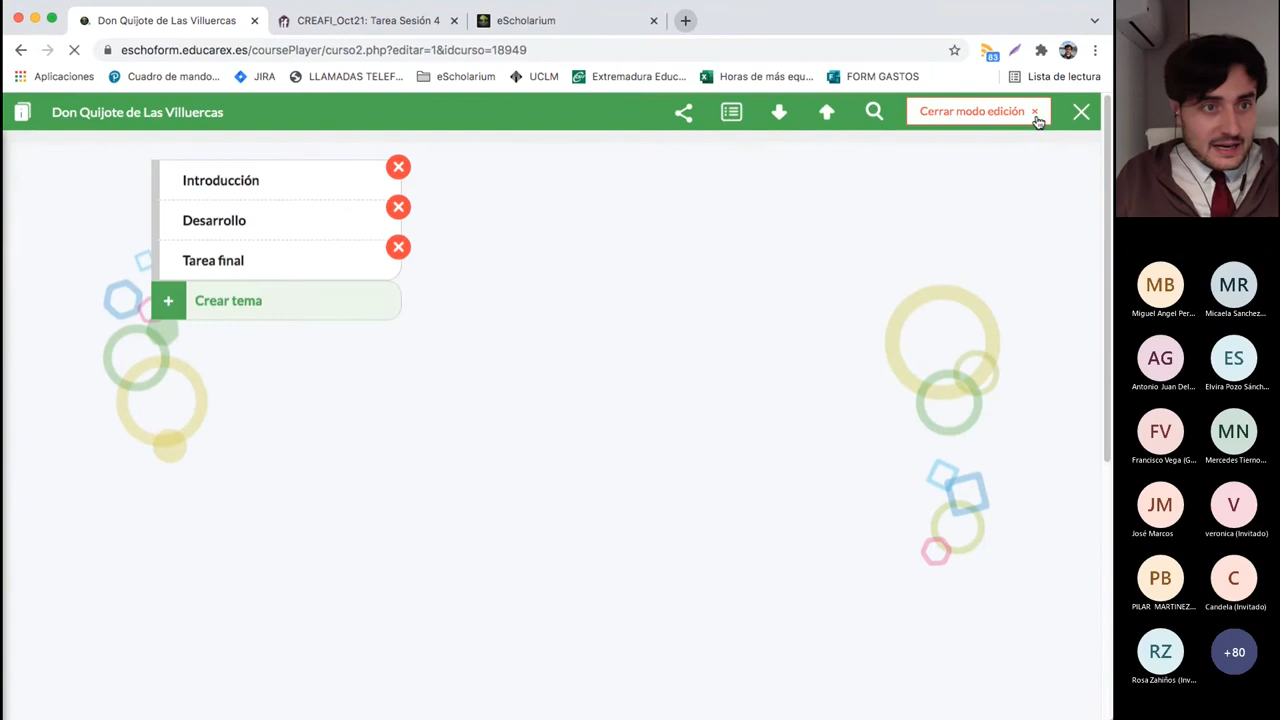 Don Quijote de Las Villuercas
CREAFI_Oct21: Tarea Sesión 4
eScholarium
eschoform.educarex.es/coursePlayer/curso2.php?editar=1&idcurso=18949
83
Aplicaciones
Cuadro de mando...
JIRA
LLAMADAS TELEF...
eScholarium
UCLM
Extremadura Educ...
Horas de más equ...
FORM GASTOS
Lista de lectura
Don Quijote de Las Villuercas
Cerrar modo edición ×
Introducción
Desarrollo
Tarea final
+ Crear tema
MB
MR
Miguel Angel Per...
Micaela Sanchez...
AG
ES
Antonio Juan Del...
Elvira Pozo Sánch...
FV
MN
Francisco Vega (G...
Mercedes Tierno...
JM
V
José Marcos
veronica (Invitado)
PB
C
PILAR MARTINEZ...
Candela (Invitado)
RZ
+80
Rosa Zahiños (Inv...